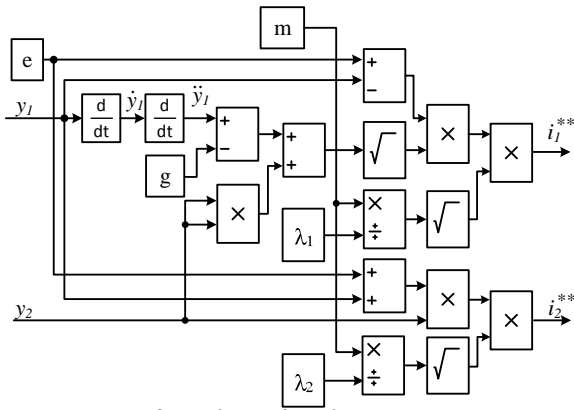 m
e
+
−
y₁
d
dt
ẏ₁
d
dt
ÿ₁
+
−
+
+
√
×
×
i₁**
g
×
λ₁
×
÷
√
+
+
×
×
i₂**
y₂
λ₂
×
÷
√